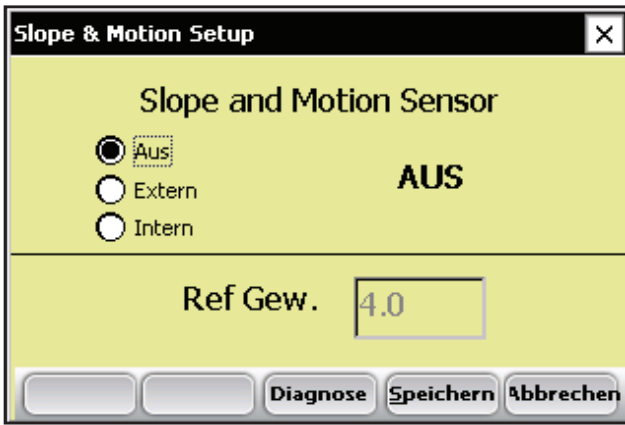 Slope & Motion Setup
Slope and Motion Sensor
Aus
AUS
Extern
Intern
Ref Gew. 4.0
Diagnose Speichern Abbrechen